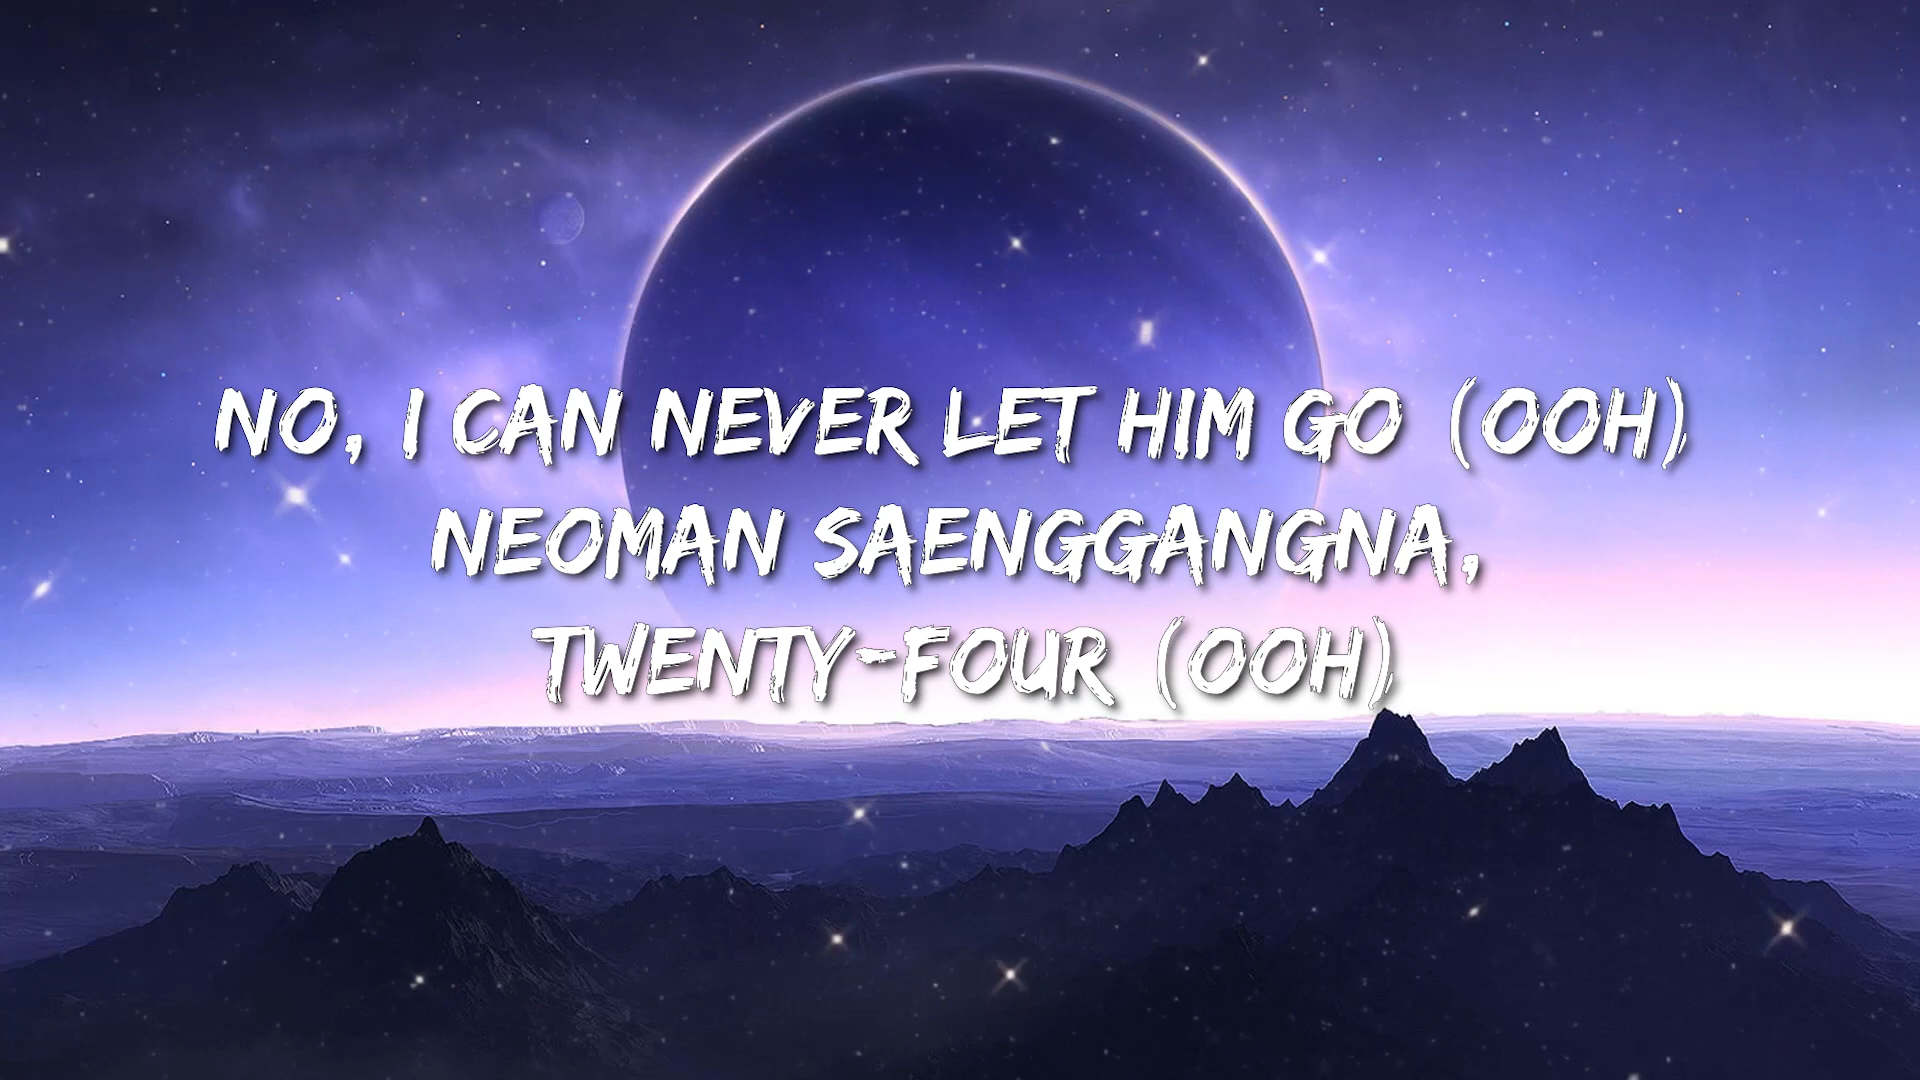 NO, I CAN NEVER LET HIM GO (OOH)
NEOMAN SAENGGANGNA,
TWENTY-FOUR (OOH)